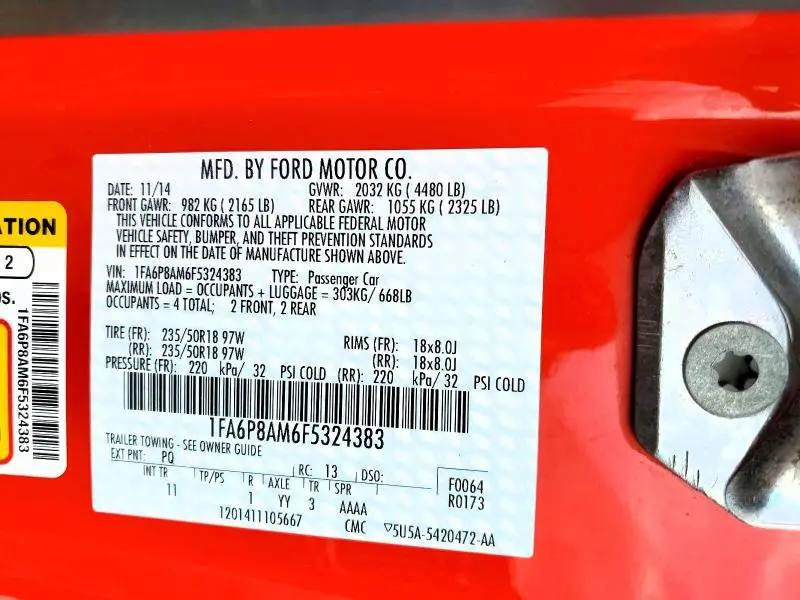 MFD. BY FORD MOTOR CO.
DATE: 11/14 GVWR: 2032 KG ( 4480 LB)
FRONT GAWR: 982 KG ( 2165 LB) REAR GAWR: 1055 KG ( 2325 LB)
THIS VEHICLE CONFORMS TO ALL APPLICABLE FEDERAL MOTOR
VEHICLE SAFETY, BUMPER, AND THEFT PREVENTION STANDARDS
IN EFFECT ON THE DATE OF MANUFACTURE SHOWN ABOVE.
VIN: 1FA6P8AM6F5324383 TYPE: Passenger Car
MAXIMUM LOAD = OCCUPANTS + LUGGAGE = 303KG/ 668LB
OCCUPANTS = 4 TOTAL; 2 FRONT, 2 REAR
TIRE (FR): 235/50R18 97W RIMS (FR): 18x8.0J
(RR): 235/50R18 97W (RR): 18x8.0J
PRESSURE (FR): 220 kPa/ 32 PSI COLD (RR): 220 kPa/ 32 PSI COLD
1FA6P8AM6F5324383
TRAILER TOWING - SEE OWNER GUIDE
EXT PNT: PQ RC: 13 DSO: F0064
INT TR TP/PS R AXLE TR SPR R0173
11 1 YY 3 AAAA
1201411105667 CMC ▽5U5A-5420472-AA
ATION
2
S.
1FA6P8AM6F5324383